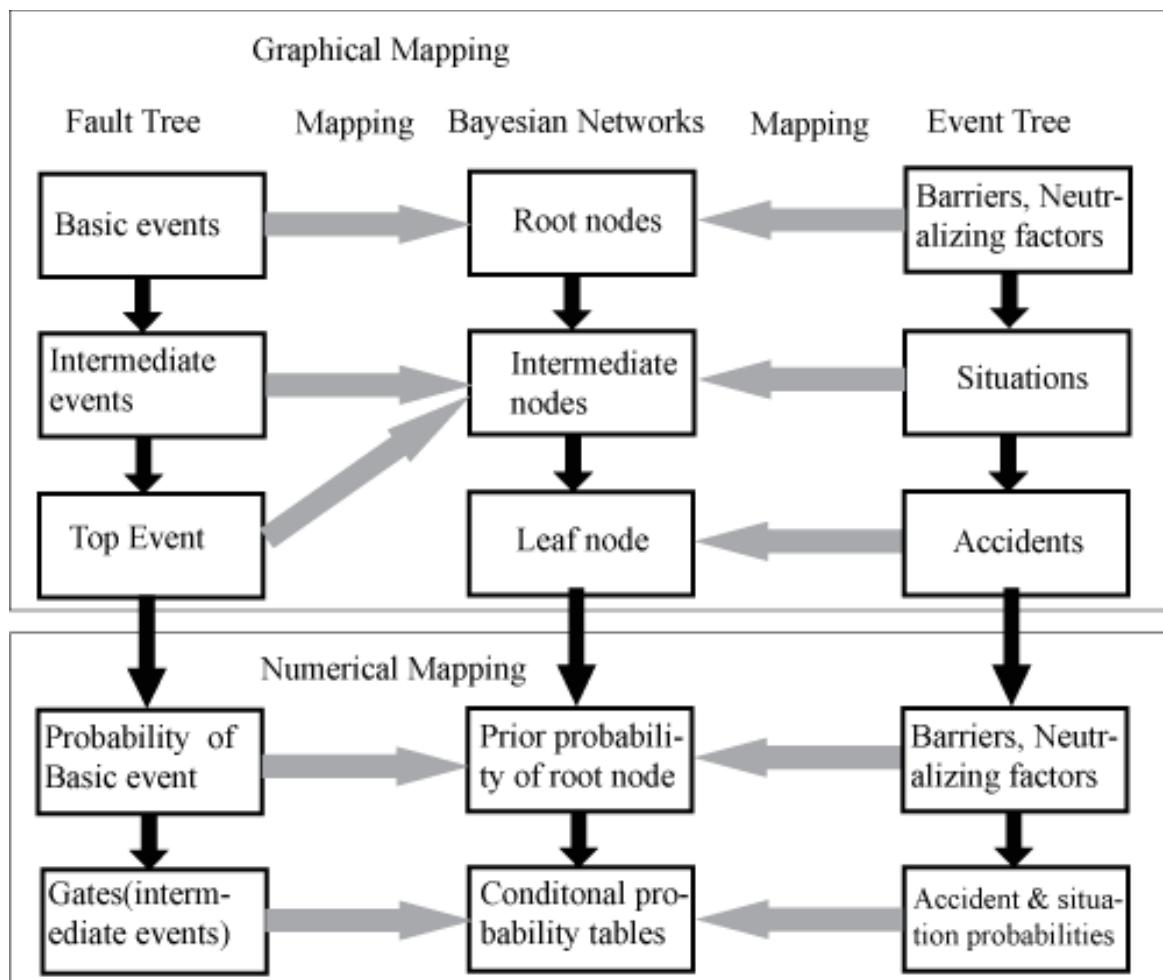 Graphical Mapping
Fault Tree
Mapping
Bayesian Networks
Mapping
Event Tree
Basic events
Root nodes
Barriers, Neutr-
alizing factors
Intermediate
events
Intermediate
nodes
Situations
Top Event
Leaf node
Accidents
Numerical Mapping
Probability of
Basic event
Prior probabili-
ty of root node
Barriers, Neutr-
alizing factors
Gates(interm-
ediate events)
Conditonal pro-
bability tables
Accident & situa-
tion probabilities